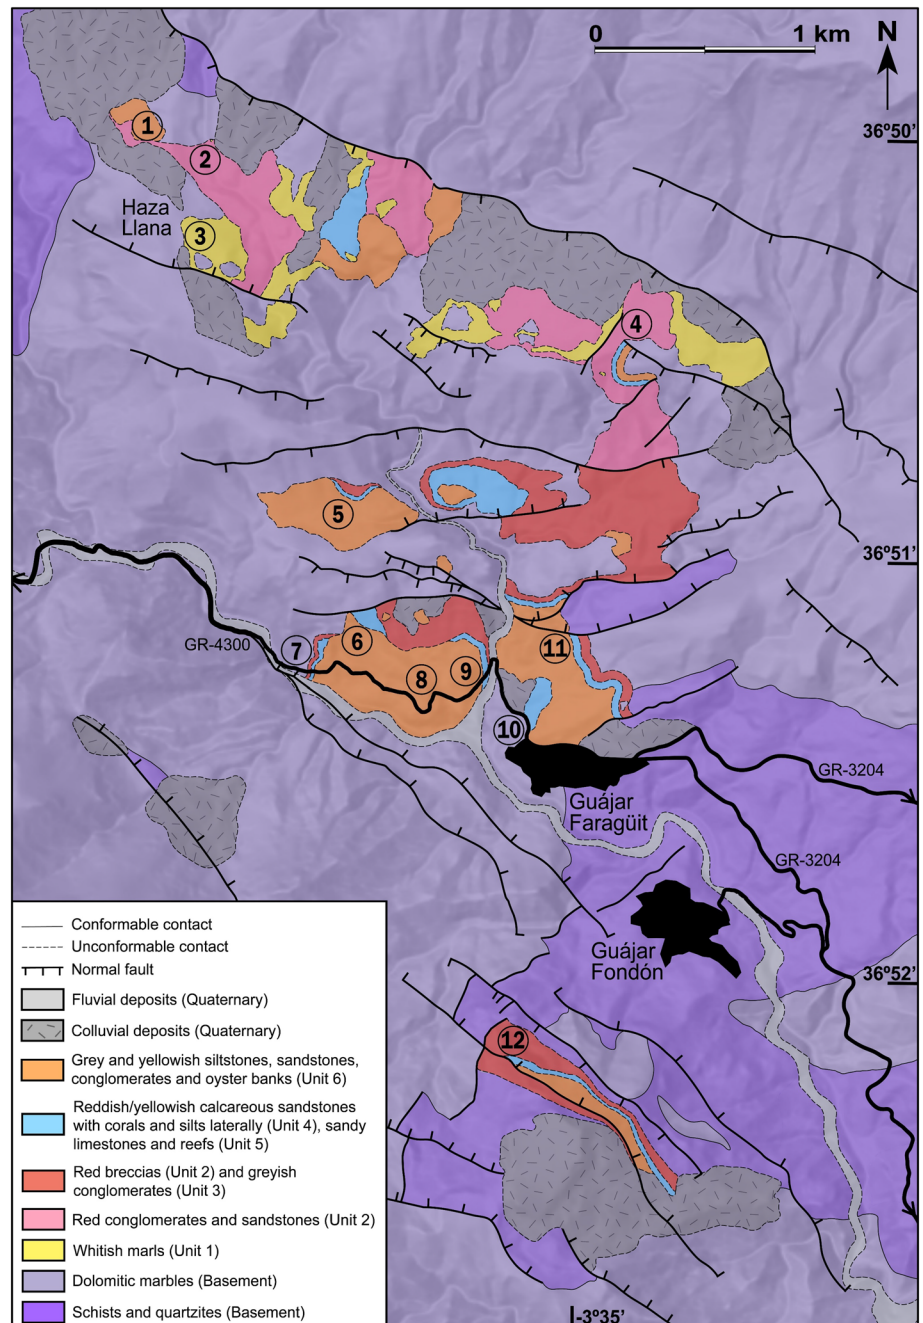 0 1 km N
36º50'
1
2
Haza
Llana
3
4
5
36º51'
GR-4300
7
6
8
9
11
10
GR-3204
Guájar
Faragüit
GR-3204
Guájar
Fondón
36º52'
12
Conformable contact
Unconformable contact
Normal fault
Fluvial deposits (Quaternary)
Colluvial deposits (Quaternary)
Grey and yellowish siltstones, sandstones,
conglomerates and oyster banks (Unit 6)
Reddish/yellowish calcareous sandstones
with corals and silts laterally (Unit 4), sandy
limestones and reefs (Unit 5)
Red breccias (Unit 2) and greyish
conglomerates (Unit 3)
Red conglomerates and sandstones (Unit 2)
Whitish marls (Unit 1)
Dolomitic marbles (Basement)
Schists and quartzites (Basement)
-3º35'